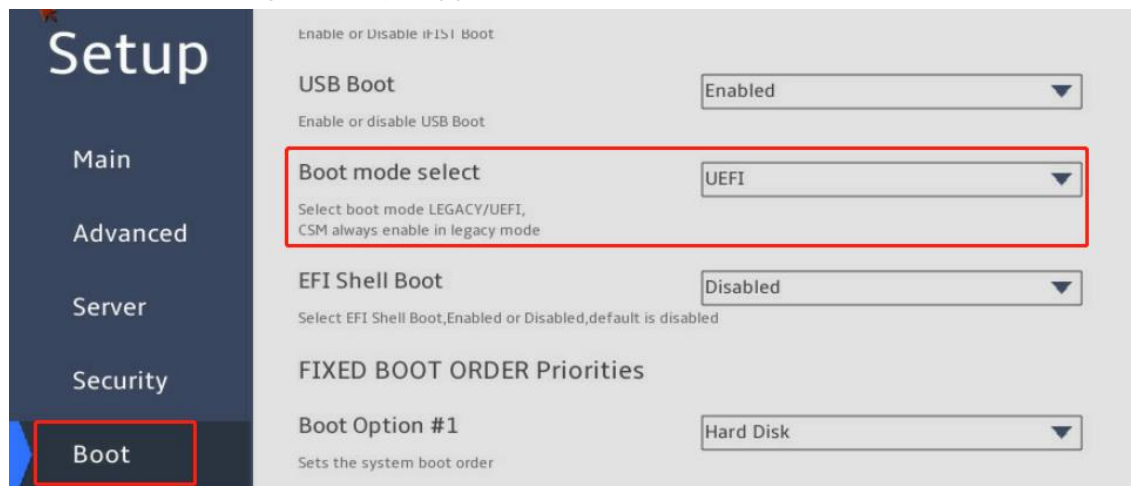 Setup
Main
Advanced
Server
Security
Boot
Enable or Disable iFIST Boot
USB Boot
Enabled
Enable or disable USB Boot
Boot mode select
UEFI
Select boot mode LEGACY/UEFI,
CSM always enable in legacy mode
EFI Shell Boot
Disabled
Select EFI Shell Boot,Enabled or Disabled,default is disabled
FIXED BOOT ORDER Priorities
Boot Option #1
Hard Disk
Sets the system boot order